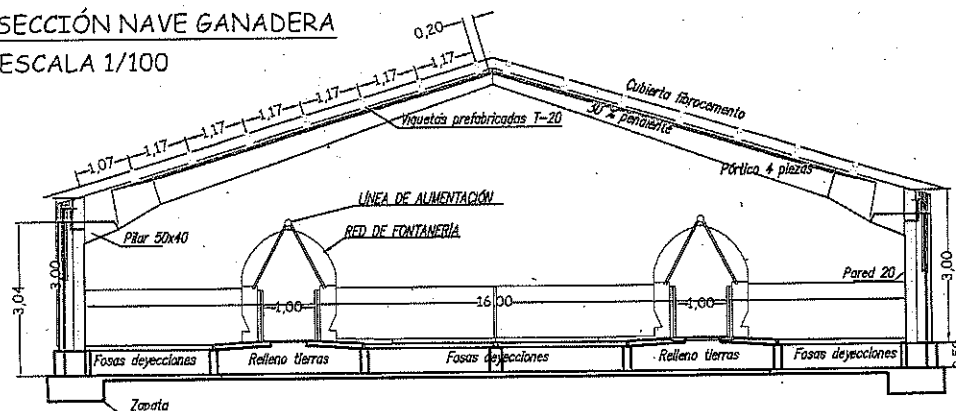 SECCIÓN NAVE GANADERA
ESCALA 1/100
0,20
1,17
1,17
1,17
1,17
1,17
1,17
1,07
Cubierta fibrocemento
30 % pendiente
Viguetas prefabricadas T-20
Pórtico 4 piezas
LÍNEA DE ALIMENTACIÓN
RED DE FONTANERÍA
Pilar 50x40
Pared 20
3,04
3,00
3,00
1,00
16,00
1,00
Fosas deyecciones
Relleno tierras
Fosas deyecciones
Relleno tierras
Fosas deyecciones
Zapata